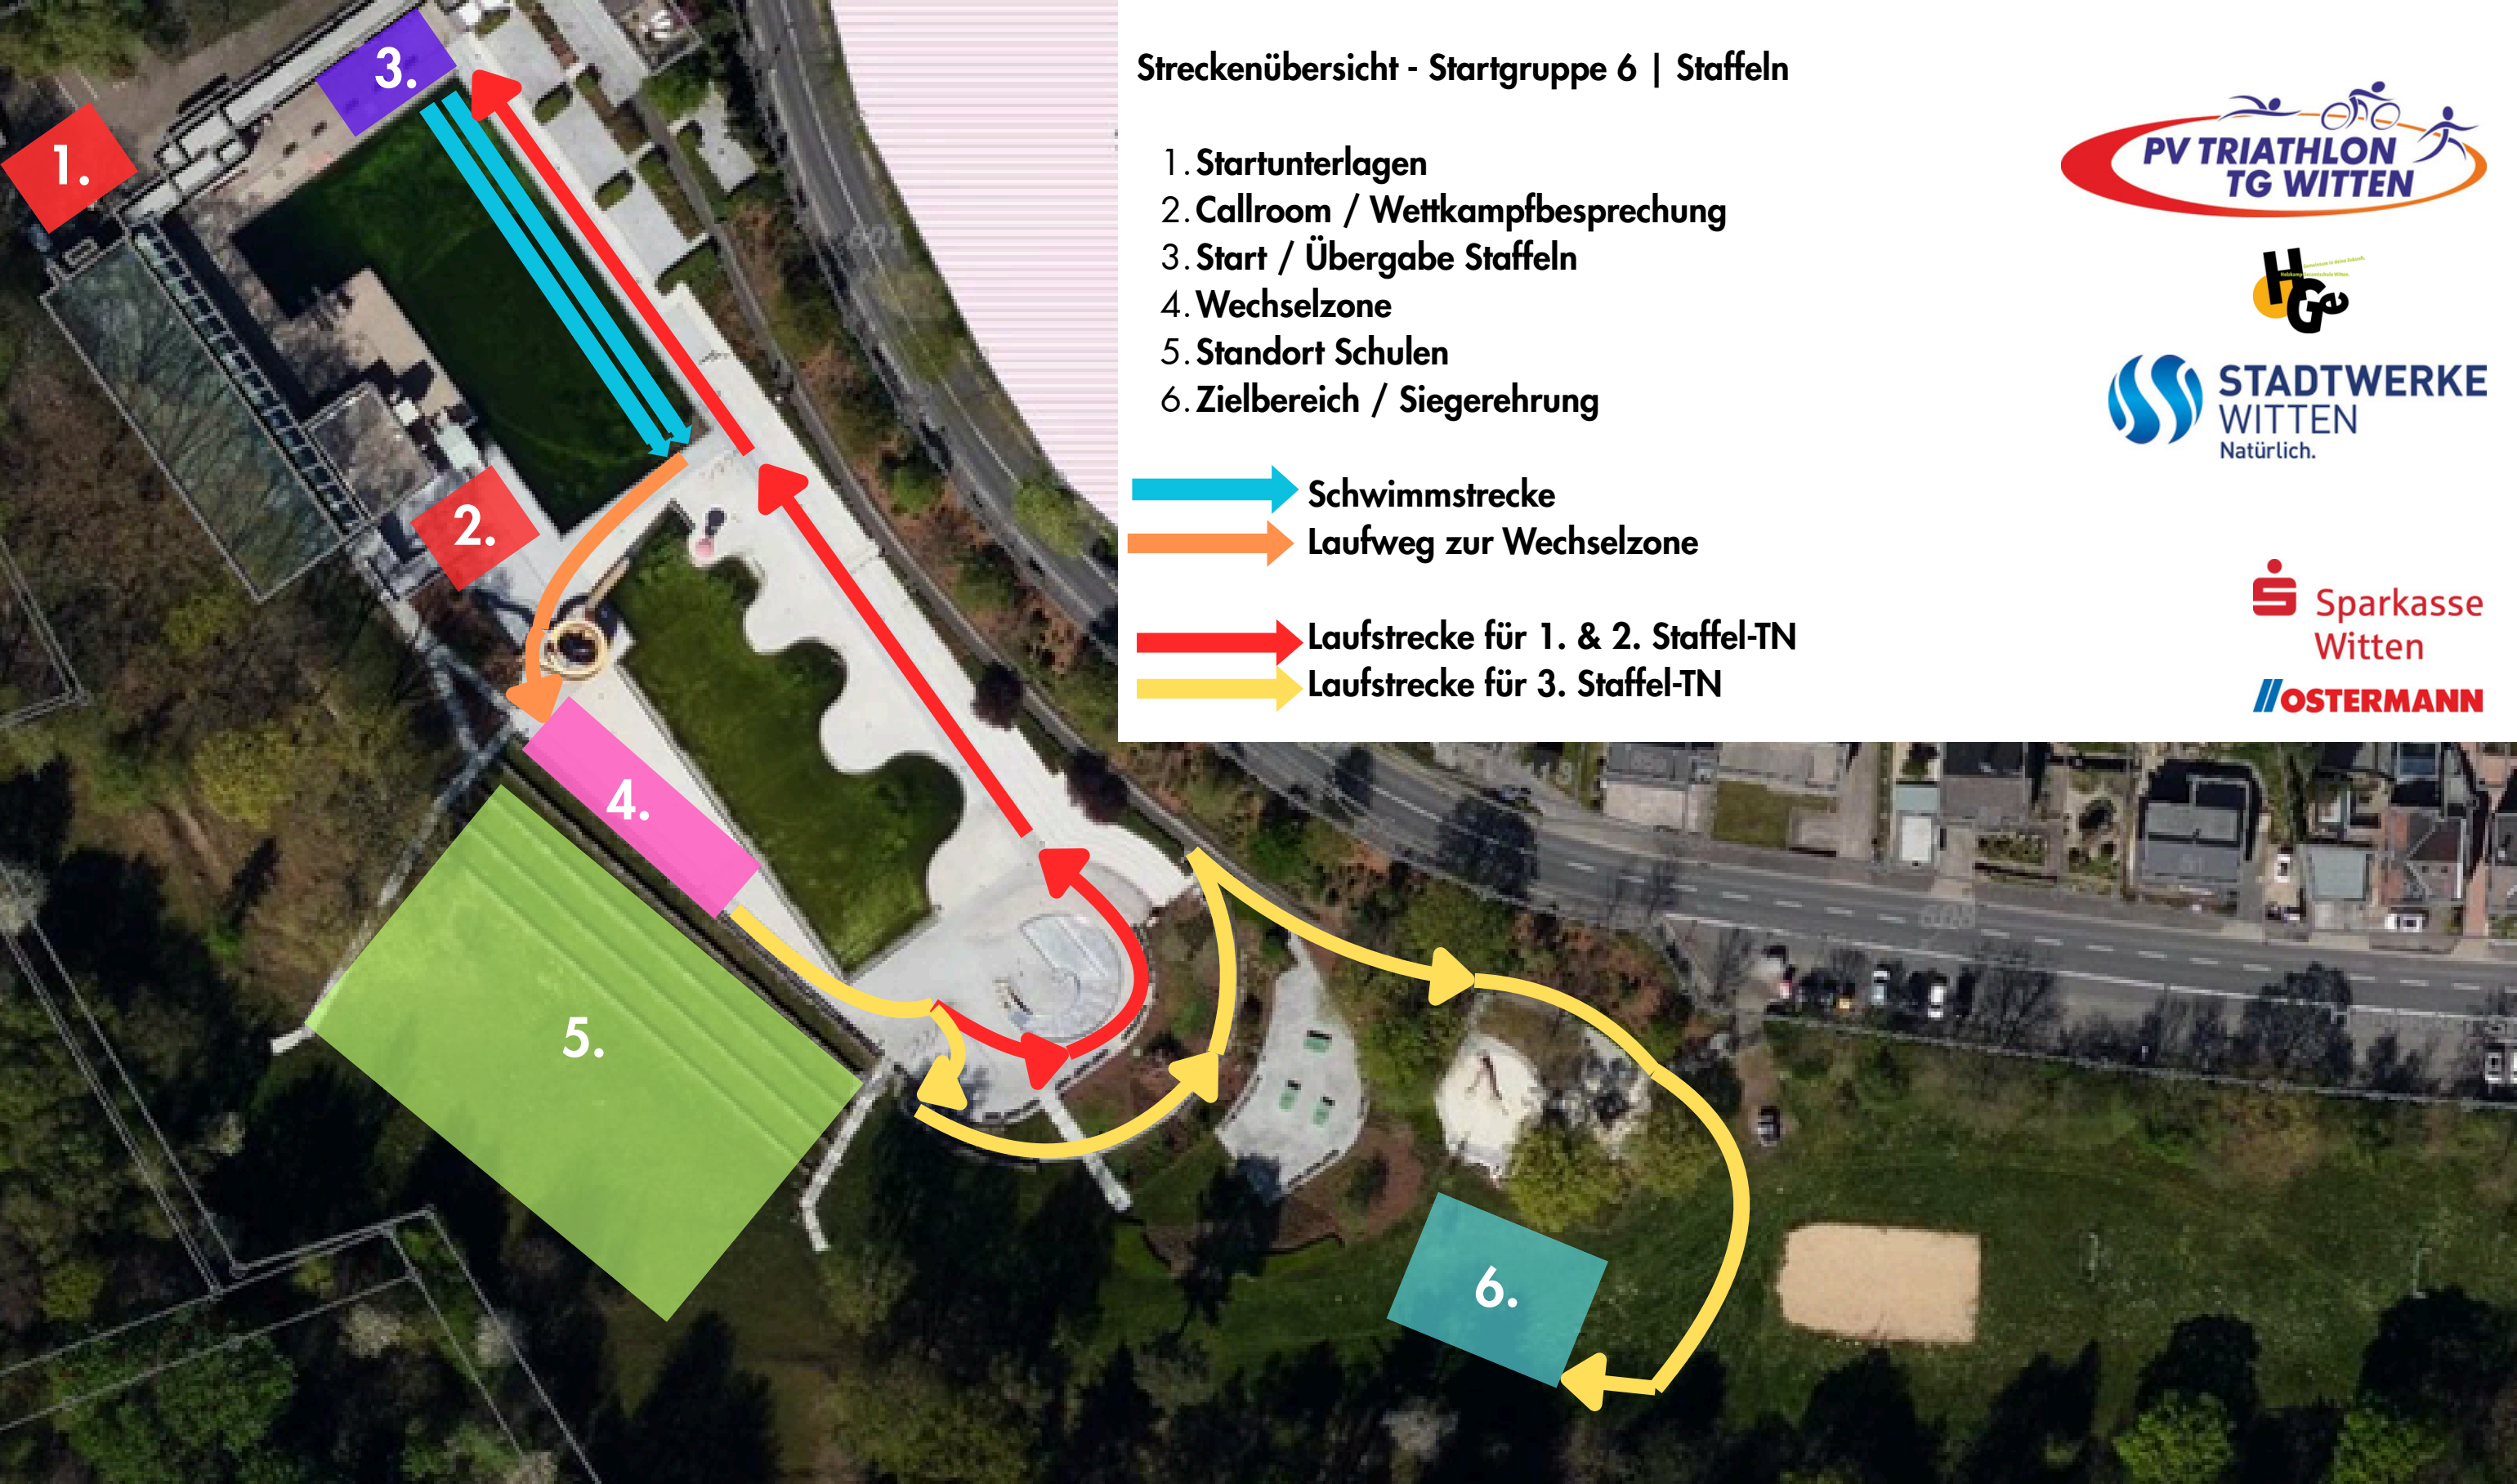 Streckenübersicht - Startgruppe 6 | Staffeln
1. Startunterlagen
2. Callroom / Wettkampfbesprechung
3. Start / Übergabe Staffeln
4. Wechselzone
5. Standort Schulen
6. Zielbereich / Siegerehrung
Schwimmstrecke
Laufweg zur Wechselzone
Laufstrecke für 1. & 2. Staffel-TN
Laufstrecke für 3. Staffel-TN
PV TRIATHLON
TG WITTEN
HGe
STADTWERKE
WITTEN
Natürlich.
Sparkasse
Witten
OSTERMANN
3.
1.
2.
4.
5.
6.